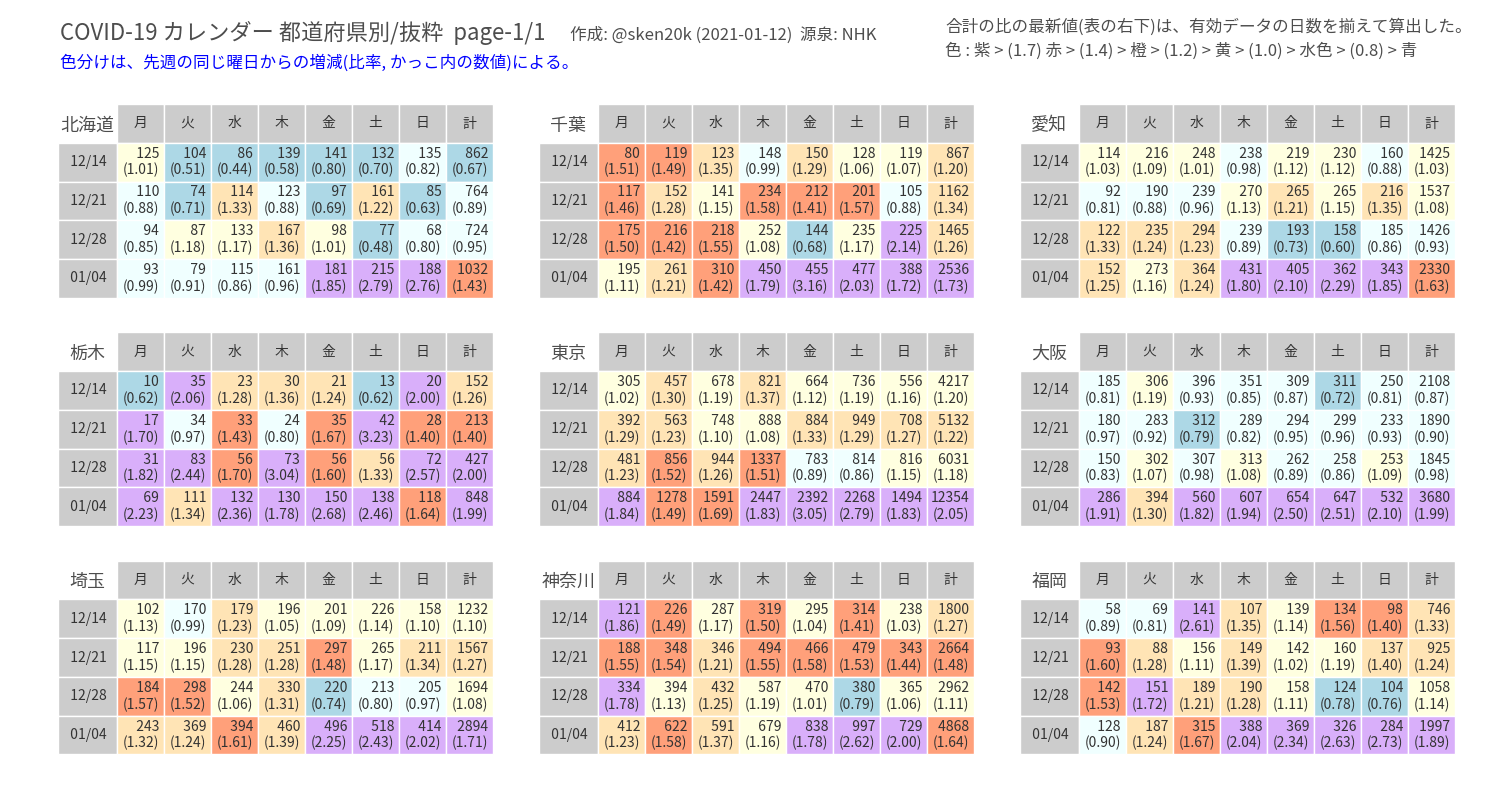 COVID-19 カレンダー 都道府県別/抜粋 page-1/1 作成: @sken20k (2021-01-12) 源泉: NHK
合計の比の最新値(表の右下)は、有効データの日数を揃えて算出した。
色分けは、先週の同じ曜日からの増減(比率, かっこ内の数値)による。
色 : 紫 > (1.7) 赤 > (1.4) > 橙 > (1.2) > 黄 > (1.0) > 水色 > (0.8) > 青
北海道 月 火 水 木 金 土 日 計
12/14 125 104 86 139 141 132 135 862
(1.01) (0.51) (0.44) (0.58) (0.80) (0.70) (0.82) (0.67)
12/21 110 74 114 123 97 161 85 764
(0.88) (0.71) (1.33) (0.88) (0.69) (1.22) (0.63) (0.89)
12/28 94 87 133 167 98 77 68 724
(0.85) (1.18) (1.17) (1.36) (1.01) (0.48) (0.80) (0.95)
01/04 93 79 115 161 181 215 188 1032
(0.99) (0.91) (0.86) (0.96) (1.85) (2.79) (2.76) (1.43)
千葉 月 火 水 木 金 土 日 計
12/14 80 119 123 148 150 128 119 867
(1.51) (1.49) (1.35) (0.99) (1.29) (1.06) (1.07) (1.20)
12/21 117 152 141 234 212 201 105 1162
(1.46) (1.28) (1.15) (1.58) (1.41) (1.57) (0.88) (1.34)
12/28 175 216 218 252 144 235 225 1465
(1.50) (1.42) (1.55) (1.08) (0.68) (1.17) (2.14) (1.26)
01/04 195 261 310 450 455 477 388 2536
(1.11) (1.21) (1.42) (1.79) (3.16) (2.03) (1.72) (1.73)
愛知 月 火 水 木 金 土 日 計
12/14 114 216 248 238 219 230 160 1425
(1.03) (1.09) (1.01) (0.98) (1.12) (1.12) (0.88) (1.03)
12/21 92 190 239 270 265 265 216 1537
(0.81) (0.88) (0.96) (1.13) (1.21) (1.15) (1.35) (1.08)
12/28 122 235 294 239 193 158 185 1426
(1.33) (1.24) (1.23) (0.89) (0.73) (0.60) (0.86) (0.93)
01/04 152 273 364 431 405 362 343 2330
(1.25) (1.16) (1.24) (1.80) (2.10) (2.29) (1.85) (1.63)
栃木 月 火 水 木 金 土 日 計
12/14 10 35 23 30 21 13 20 152
(0.62) (2.06) (1.28) (1.36) (1.24) (0.62) (2.00) (1.26)
12/21 17 34 33 24 35 42 28 213
(1.70) (0.97) (1.43) (0.80) (1.67) (3.23) (1.40) (1.40)
12/28 31 83 56 73 56 56 72 427
(1.82) (2.44) (1.70) (3.04) (1.60) (1.33) (2.57) (2.00)
01/04 69 111 132 130 150 138 118 848
(2.23) (1.34) (2.36) (1.78) (2.68) (2.46) (1.64) (1.99)
東京 月 火 水 木 金 土 日 計
12/14 305 457 678 821 664 736 556 4217
(1.02) (1.30) (1.19) (1.37) (1.12) (1.19) (1.16) (1.20)
12/21 392 563 748 888 884 949 708 5132
(1.29) (1.23) (1.10) (1.08) (1.33) (1.29) (1.27) (1.22)
12/28 481 856 944 1337 783 814 816 6031
(1.23) (1.52) (1.26) (1.51) (0.89) (0.86) (1.15) (1.18)
01/04 884 1278 1591 2447 2392 2268 1494 12354
(1.84) (1.49) (1.69) (1.83) (3.05) (2.79) (1.83) (2.05)
大阪 月 火 水 木 金 土 日 計
12/14 185 306 396 351 309 311 250 2108
(0.81) (1.19) (0.93) (0.85) (0.87) (0.72) (0.81) (0.87)
12/21 180 283 312 289 294 299 233 1890
(0.97) (0.92) (0.79) (0.82) (0.95) (0.96) (0.93) (0.90)
12/28 150 302 307 313 262 258 253 1845
(0.83) (1.07) (0.98) (1.08) (0.89) (0.86) (1.09) (0.98)
01/04 286 394 560 607 654 647 532 3680
(1.91) (1.30) (1.82) (1.94) (2.50) (2.51) (2.10) (1.99)
埼玉 月 火 水 木 金 土 日 計
12/14 102 170 179 196 201 226 158 1232
(1.13) (0.99) (1.23) (1.05) (1.09) (1.14) (1.10) (1.10)
12/21 117 196 230 251 297 265 211 1567
(1.15) (1.15) (1.28) (1.28) (1.48) (1.17) (1.34) (1.27)
12/28 184 298 244 330 220 213 205 1694
(1.57) (1.52) (1.06) (1.31) (0.74) (0.80) (0.97) (1.08)
01/04 243 369 394 460 496 518 414 2894
(1.32) (1.24) (1.61) (1.39) (2.25) (2.43) (2.02) (1.71)
神奈川 月 火 水 木 金 土 日 計
12/14 121 226 287 319 295 314 238 1800
(1.86) (1.49) (1.17) (1.50) (1.04) (1.41) (1.03) (1.27)
12/21 188 348 346 494 466 479 343 2664
(1.55) (1.54) (1.21) (1.55) (1.58) (1.53) (1.44) (1.48)
12/28 334 394 432 587 470 380 365 2962
(1.78) (1.13) (1.25) (1.19) (1.01) (0.79) (1.06) (1.11)
01/04 412 622 591 679 838 997 729 4868
(1.23) (1.58) (1.37) (1.16) (1.78) (2.62) (2.00) (1.64)
福岡 月 火 水 木 金 土 日 計
12/14 58 69 141 107 139 134 98 746
(0.89) (0.81) (2.61) (1.35) (1.14) (1.56) (1.40) (1.33)
12/21 93 88 156 149 142 160 137 925
(1.60) (1.28) (1.11) (1.39) (1.02) (1.19) (1.40) (1.24)
12/28 142 151 189 190 158 124 104 1058
(1.53) (1.72) (1.21) (1.28) (1.11) (0.78) (0.76) (1.14)
01/04 128 187 315 388 369 326 284 1997
(0.90) (1.24) (1.67) (2.04) (2.34) (2.63) (2.73) (1.89)